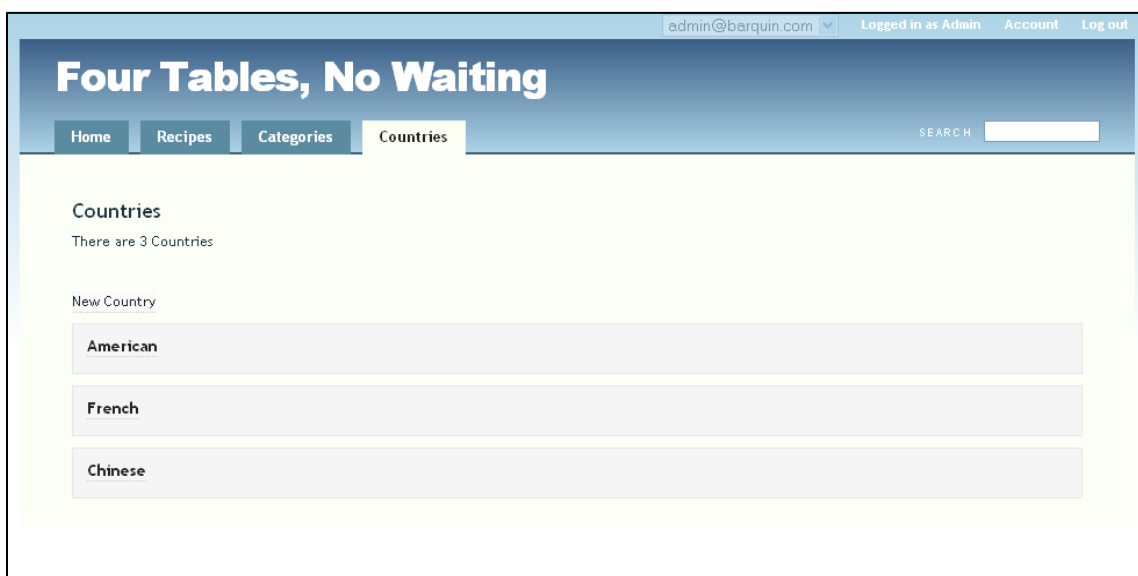 admin@barquin.com Logged in as Admin Account Log out
Four Tables, No Waiting
Home Recipes Categories Countries SEARCH
Countries
There are 3 Countries
New Country
American
French
Chinese